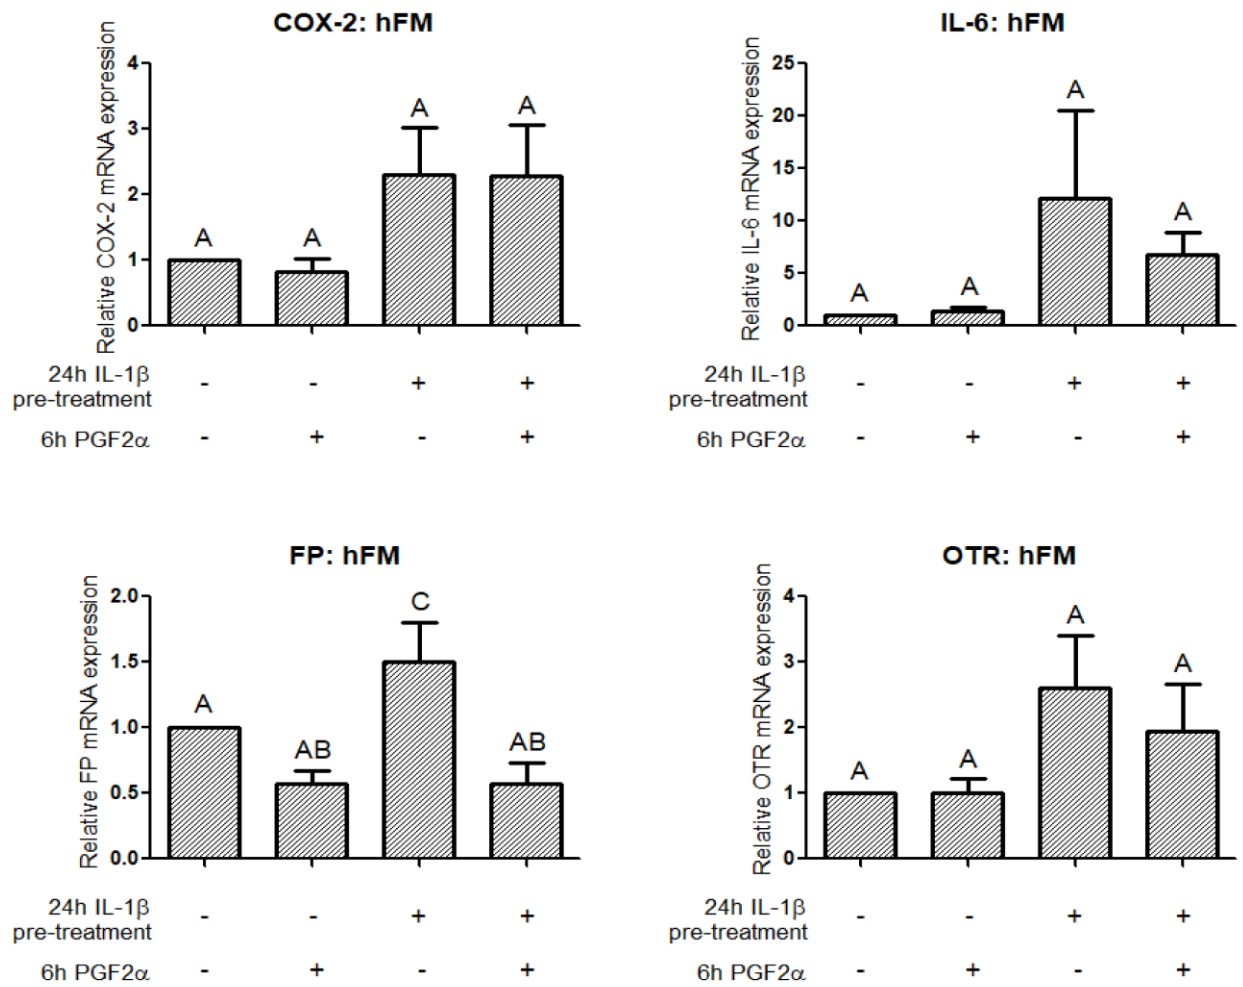 COX-2: hFM
Relative COX-2 mRNA expression
4
3
2
1
0
A A A A
24h IL-1β - - + +
pre-treatment
6h PGF2α - + - +
IL-6: hFM
Relative IL-6 mRNA expression
25
20
15
10
5
0
A A A A
24h IL-1β - - + +
pre-treatment
6h PGF2α - + - +
FP: hFM
Relative FP mRNA expression
2.0
1.5
1.0
0.5
0.0
A AB C AB
24h IL-1β - - + +
pre-treatment
6h PGF2α - + - +
OTR: hFM
Relative OTR mRNA expression
4
3
2
1
0
A A A A
24h IL-1β - - + +
pre-treatment
6h PGF2α - + - +